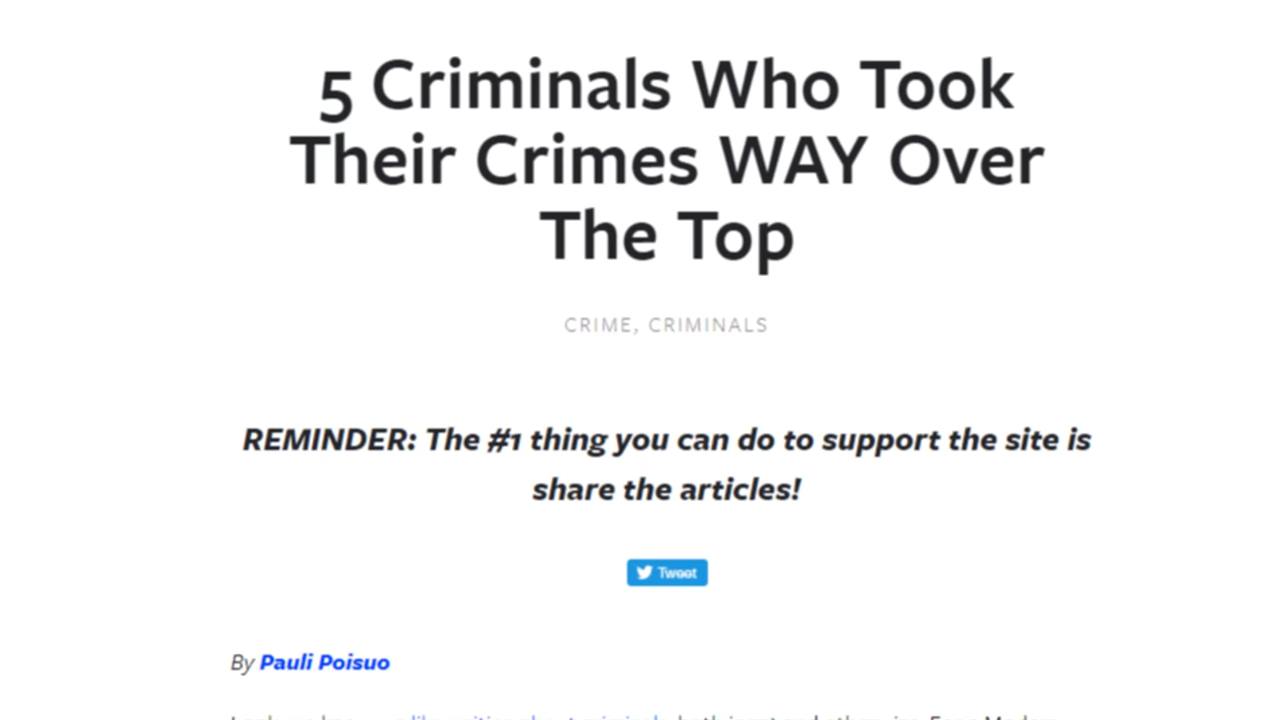 5 Criminals Who Took
Their Crimes WAY Over
The Top
CRIME, CRIMINALS
REMINDER: The #1 thing you can do to support the site is
share the articles!
Tweet
By Pauli Poisuo